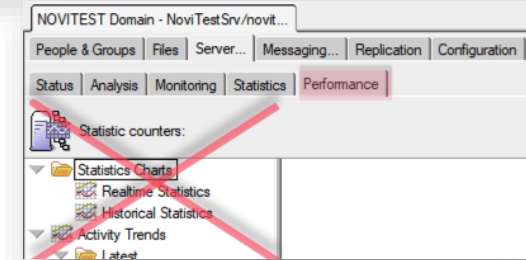 NOVITEST Domain - NoviTestSrv/novit...
People & Groups Files Server... Messaging... Replication Configuration
Status Analysis Monitoring Statistics Performance
Statistic counters:
Statistics Charts
Realtime Statistics
Historical Statistics
Activity Trends
Latest